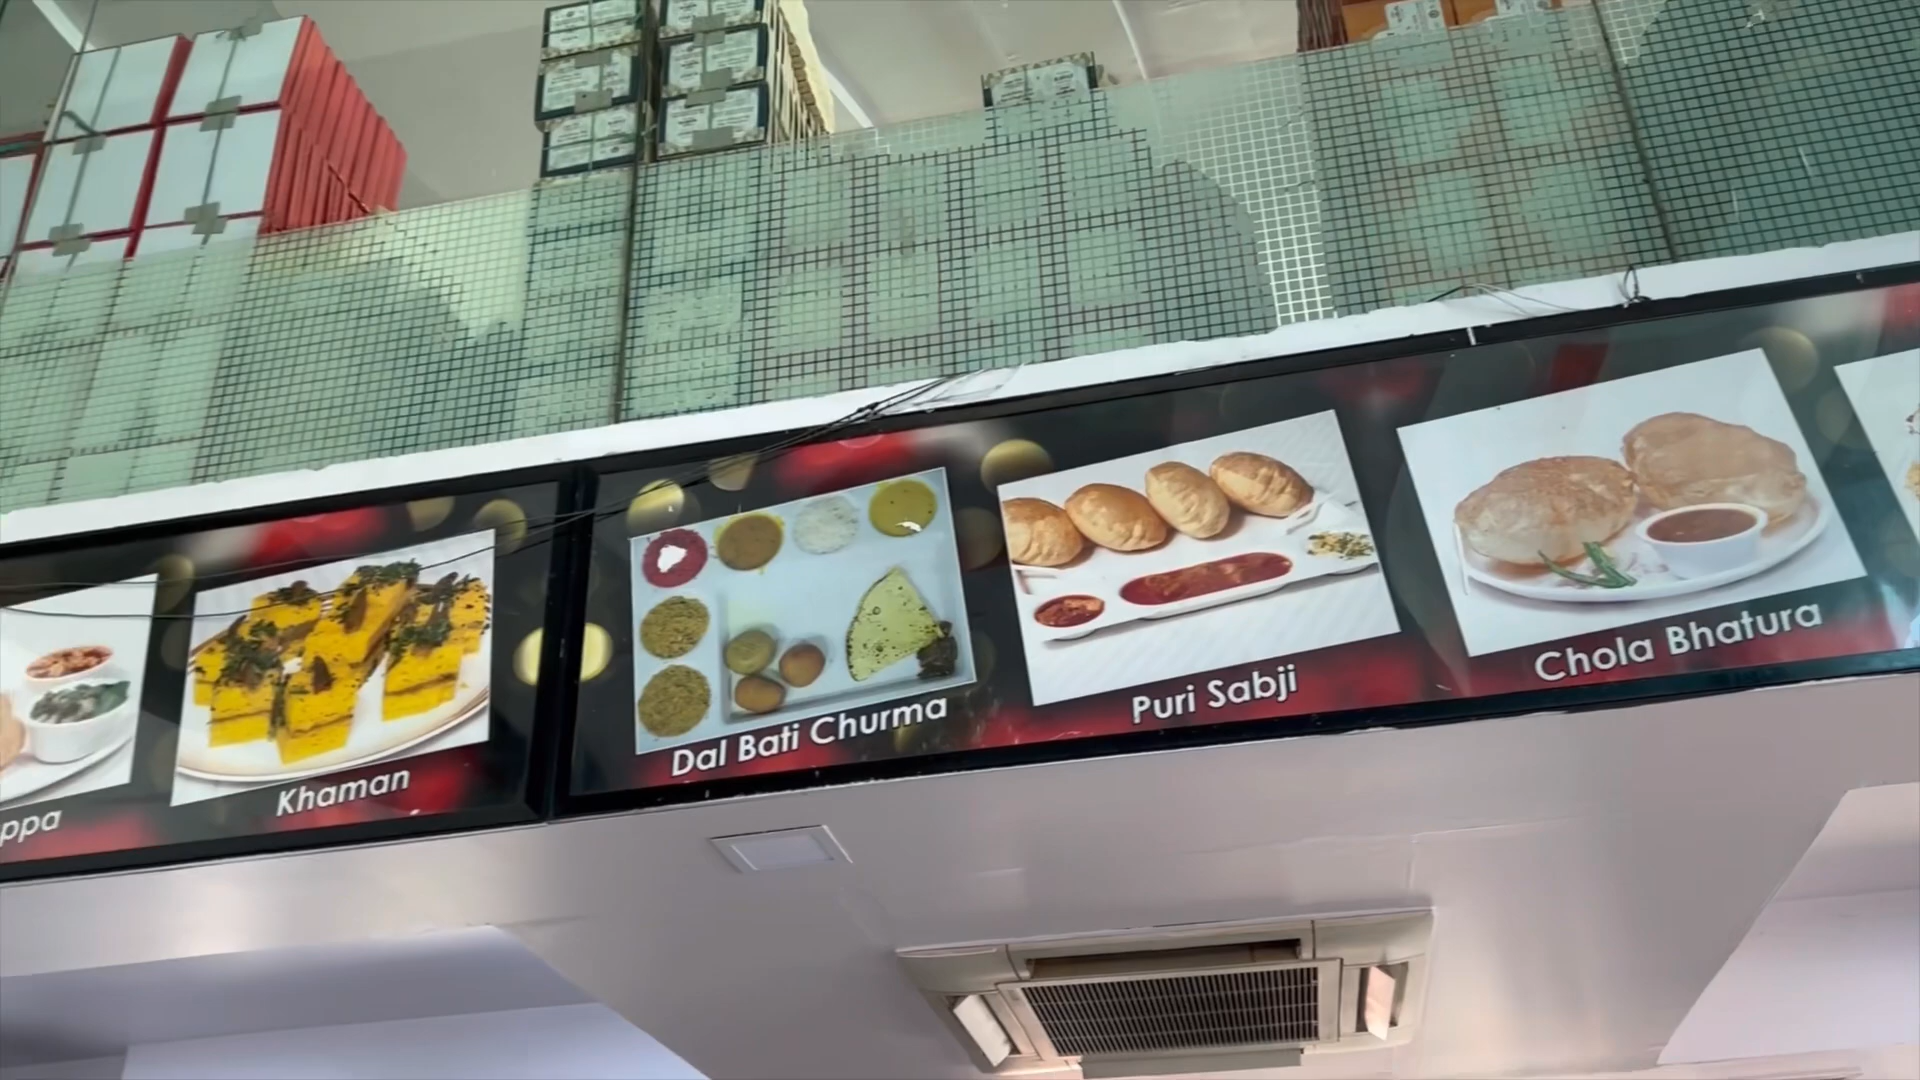 ppa
Khaman
Dal Bati Churma
Puri Sabji
Chola Bhatura